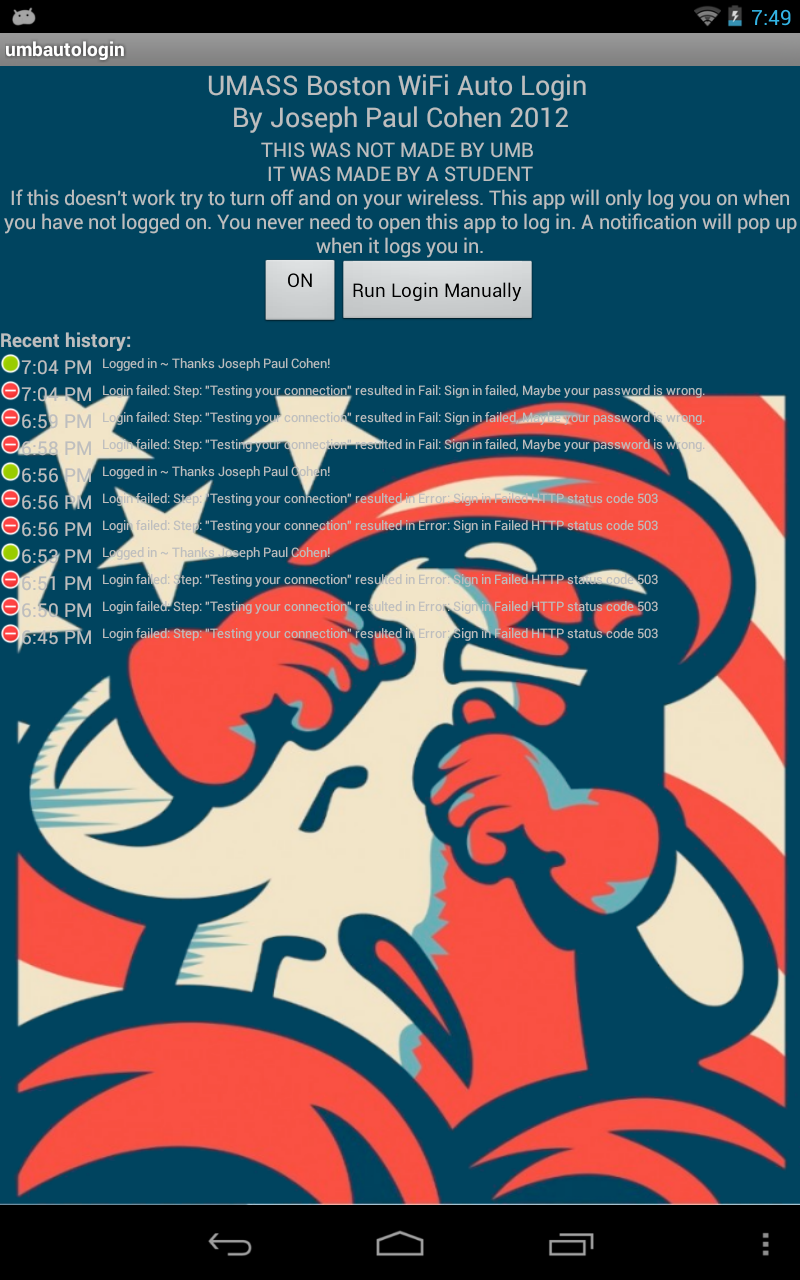 7:49
umbautologin
UMASS Boston WiFi Auto Login
By Joseph Paul Cohen 2012
THIS WAS NOT MADE BY UMB
IT WAS MADE BY A STUDENT
If this doesn't work try to turn off and on your wireless. This app will only log you on when
you have not logged on. You never need to open this app to log in. A notification will pop up
when it logs you in.
ON Run Login Manually
Recent history:
7:04 PM Logged in ~ Thanks Joseph Paul Cohen!
7:04 PM Login failed: Step: "Testing your connection" resulted in Fail: Sign in failed, Maybe your password is wrong.
6:59 PM Login failed: Step: "Testing your connection" resulted in Fail: Sign in failed, Maybe your password is wrong.
6:58 PM Login failed: Step: "Testing your connection" resulted in Fail: Sign in failed, Maybe your password is wrong.
6:56 PM Logged in ~ Thanks Joseph Paul Cohen!
6:56 PM Login failed: Step: "Testing your connection" resulted in Error: Sign in Failed HTTP status code 503
6:56 PM Login failed: Step: "Testing your connection" resulted in Error: Sign in Failed HTTP status code 503
6:53 PM Logged in ~ Thanks Joseph Paul Cohen!
6:51 PM Login failed: Step: "Testing your connection" resulted in Error: Sign in Failed HTTP status code 503
6:50 PM Login failed: Step: "Testing your connection" resulted in Error: Sign in Failed HTTP status code 503
6:45 PM Login failed: Step: "Testing your connection" resulted in Error: Sign in Failed HTTP status code 503